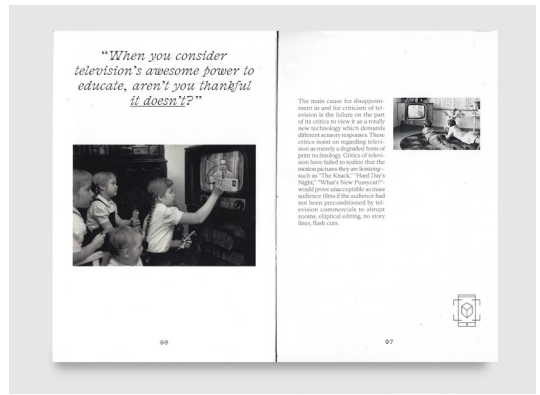 “When you consider
television’s awesome power to
educate, aren’t you thankful
it doesn’t?”
The main cause for disappoint-
ment in and for criticism of tel-
evision is the failure on the part
of its critics to view it as a totally
new technology which demands
different sensory responses. These
critics insist on regarding televi-
sion as merely a degraded form of
print technology. Critics of televi-
sion have failed to realize that the
motion pictures they are lionizing—
such as "The Knack," "Hard Day's
Night," "What's New Pussycat?"-
would prove unacceptable as mass
audience films if the audience had
not been preconditioned by tel-
evision commercials to abrupt
zooms, elliptical editing, no story
lines, flash cuts.
97